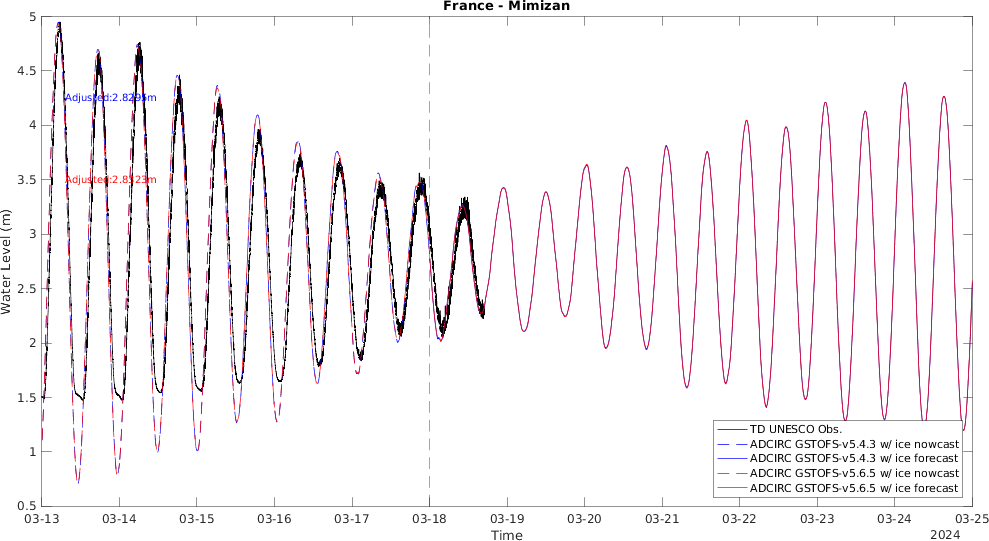 France - Mimizan
5
4.5
4
3.5
3
2.5
2
1.5
1
0.5
Water Level (m)
Adjusted:2.8295m
Adjusted:2.8523m
TD UNESCO Obs.
ADCIRC GSTOFS-v5.4.3 w/ ice nowcast
ADCIRC GSTOFS-v5.4.3 w/ ice forecast
ADCIRC GSTOFS-v5.6.5 w/ ice nowcast
ADCIRC GSTOFS-v5.6.5 w/ ice forecast
03-13 03-14 03-15 03-16 03-17 03-18 03-19 03-20 03-21 03-22 03-23 03-24 03-25
Time
2024